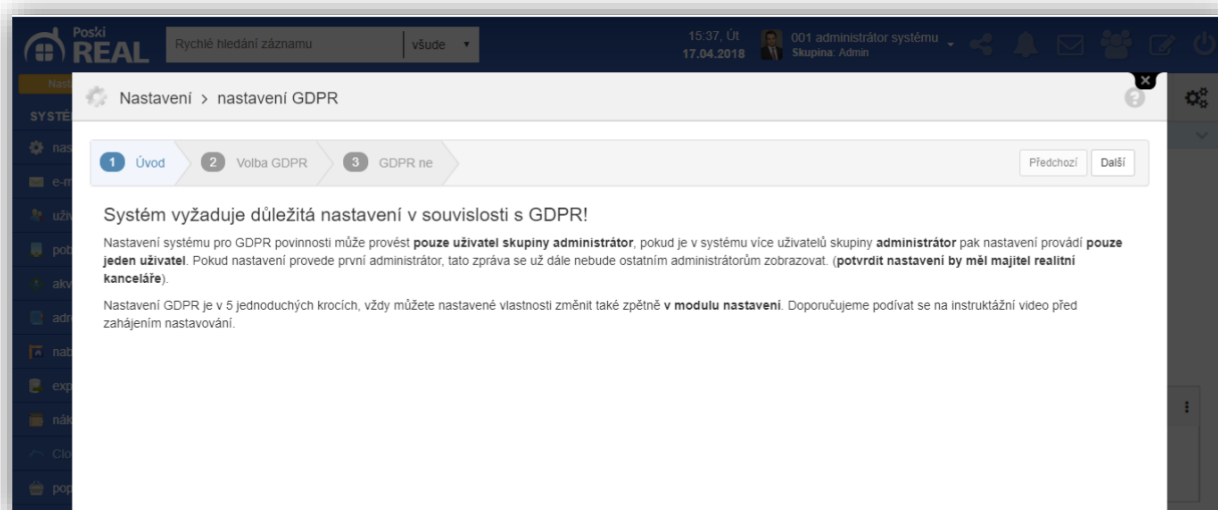 Poski
REAL
Rychlé hledání záznamu
všude
15:37, Út
17.04.2018
001 administrátor systému
Skupina: Admin
Nastavení > nastavení GDPR
1 Úvod
2 Volba GDPR
3 GDPR ne
Předchozí
Další
Systém vyžaduje důležitá nastavení v souvislosti s GDPR!
Nastavení systému pro GDPR povinnosti může provést pouze uživatel skupiny administrátor, pokud je v systému více uživatelů skupiny administrátor pak nastavení provádí pouze
jeden uživatel. Pokud nastavení provede první administrátor, tato zpráva se už dále nebude ostatním administrátorům zobrazovat. (potvrdit nastavení by měl majitel realitní
kanceláře).
Nastavení GDPR je v 5 jednoduchých krocích, vždy můžete nastavené vlastnosti změnit také zpětně v modulu nastavení. Doporučujeme podívat se na instruktážní video před
zahájením nastavování.